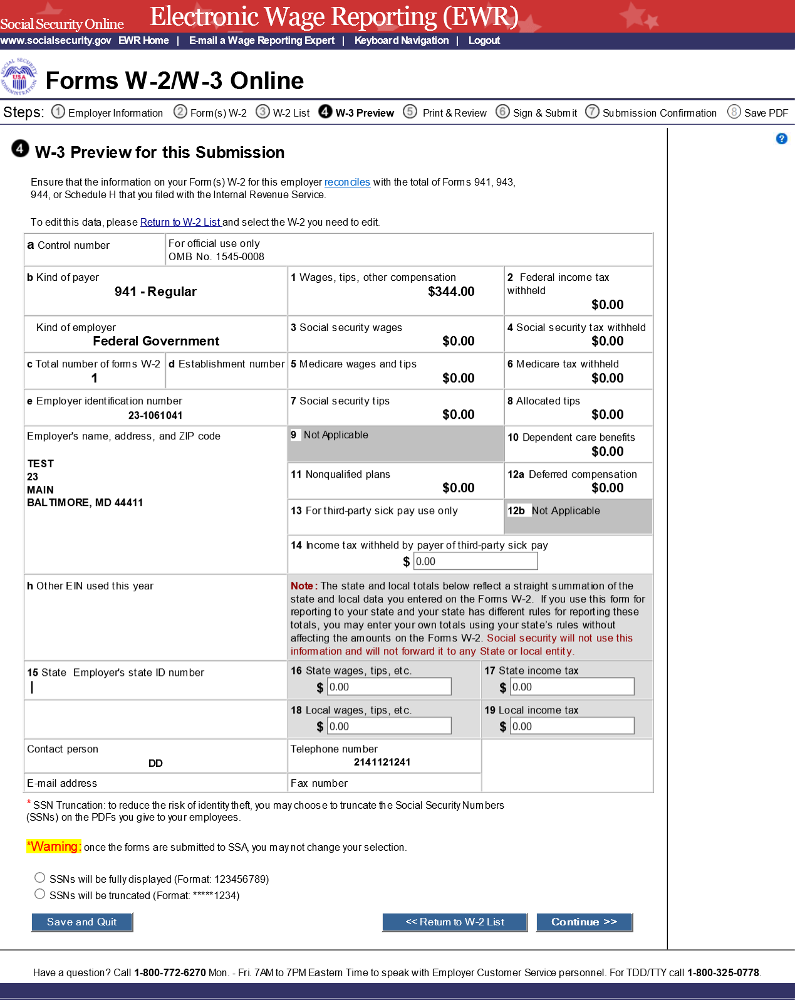 Social Security Online
Electronic Wage Reporting (EWR)
www.socialsecurity.gov EWR Home | E-mail a Wage Reporting Expert | Keyboard Navigation | Logout
SOCIAL SECURITY ADMINISTRATION
USA
Forms W-2/W-3 Online
Steps: 1 Employer Information 2 Form(s) W-2 3 W-2 List 4 W-3 Preview 5 Print & Review 6 Sign & Submit 7 Submission Confirmation 8 Save PDF
?
4 W-3 Preview for this Submission
Ensure that the information on your Form(s) W-2 for this employer reconciles with the total of Forms 941, 943,
944, or Schedule H that you filed with the Internal Revenue Service.
To edit this data, please Return to W-2 List and select the W-2 you need to edit.
a Control number
For official use only
OMB No. 1545-0008
b Kind of payer
941 - Regular
1 Wages, tips, other compensation
$344.00
2 Federal income tax
withheld
$0.00
Kind of employer
Federal Government
3 Social security wages
$0.00
4 Social security tax withheld
$0.00
c Total number of forms W-2
1
d Establishment number
5 Medicare wages and tips
$0.00
6 Medicare tax withheld
$0.00
e Employer identification number
23-1061041
7 Social security tips
$0.00
8 Allocated tips
$0.00
Employer's name, address, and ZIP code
TEST
23
MAIN
BALTIMORE, MD 44411
9 Not Applicable
10 Dependent care benefits
$0.00
11 Nonqualified plans
$0.00
12a Deferred compensation
$0.00
13 For third-party sick pay use only
12b Not Applicable
14 Income tax withheld by payer of third-party sick pay
$ 0.00
h Other EIN used this year
Note: The state and local totals below reflect a straight summation of the
state and local data you entered on the Forms W-2. If you use this form for
reporting to your state and your state has different rules for reporting these
totals, you may enter your own totals using your state's rules without
affecting the amounts on the Forms W-2. Social security will not use this
information and will not forward it to any State or local entity.
15 State Employer's state ID number
|
16 State wages, tips, etc.
$ 0.00
17 State income tax
$ 0.00
18 Local wages, tips, etc.
$ 0.00
19 Local income tax
$ 0.00
Contact person
DD
Telephone number
2141121241
E-mail address
Fax number
* SSN Truncation: to reduce the risk of identity theft, you may choose to truncate the Social Security Numbers
(SSNs) on the PDFs you give to your employees.
*Warning: once the forms are submitted to SSA, you may not change your selection.
SSNs will be fully displayed (Format: 123456789)
SSNs will be truncated (Format: *****1234)
Save and Quit
<< Return to W-2 List
Continue >>
Have a question? Call 1-800-772-6270 Mon. - Fri. 7AM to 7PM Eastern Time to speak with Employer Customer Service personnel. For TDD/TTY call 1-800-325-0778.